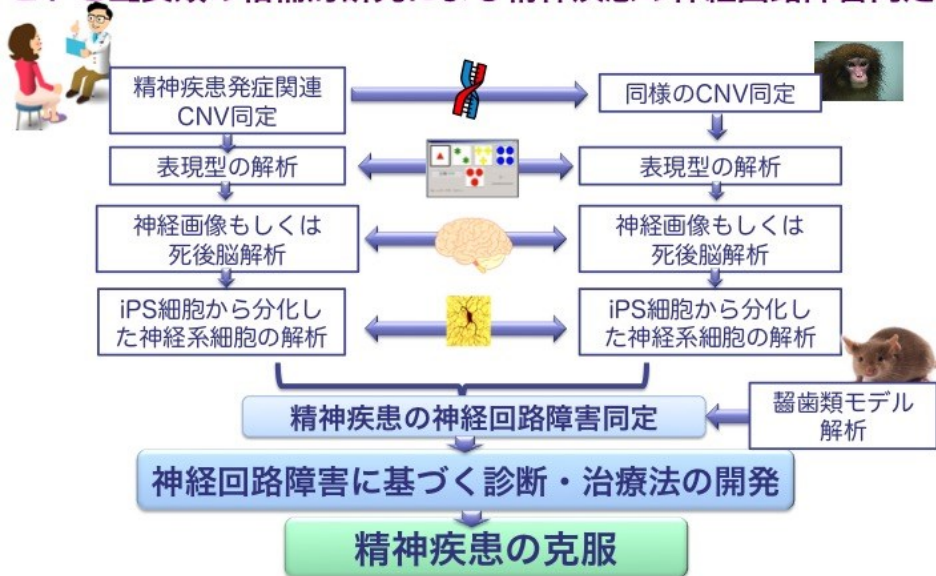 精神疾患発症関連
CNV同定
同様のCNV同定
表現型の解析
表現型の解析
神経画像もしくは
死後脳解析
神経画像もしくは
死後脳解析
iPS細胞から分化し
た神経系細胞の解析
iPS細胞から分化し
た神経系細胞の解析
精神疾患の神経回路障害同定
齧歯類モデル
解析
神経回路障害に基づく診断・治療法の開発
精神疾患の克服